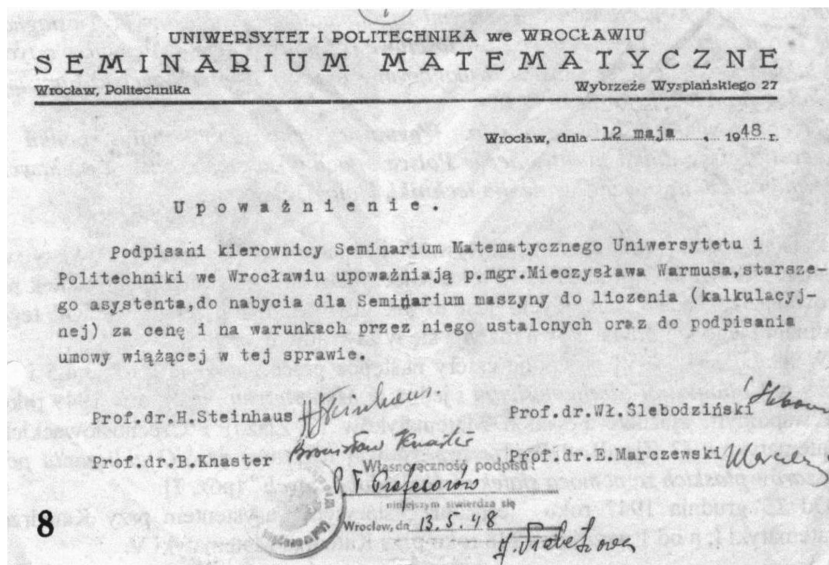 UNIWERSYTET I POLITECHNIKA we WROCŁAWIU
SEMINARIUM MATEMATYCZNE
Wrocław, Politechnika Wybrzeże Wyspiańskiego 27
Wrocław, dnia 12 maja , 1948 r.
Upoważnienie.
Podpisani kierownicy Seminarium Matematycznego Uniwersytetu i
Politechniki we Wrocławiu upoważniają p.mgr.Mieczysława Warmusa,starsze-
go asystenta,do nabycia dla Seminarium maszyny do liczenia (kalkulacyj-
nej) za cenę i na warunkach przez niego ustalonych oraz do podpisania
umowy wiążącej w tej sprawie.
Prof.dr.H.Steinhaus HSteinhaus. Prof.dr.Wł.Slebodziński
Prof.dr.B.Knaster Bronisław Knaster Prof.dr.E.Marczewski
Własnoręczność podpisu
P. T. Profesorów
niniejszym stwierdza się
Wrocław, dn 13.5.48
8